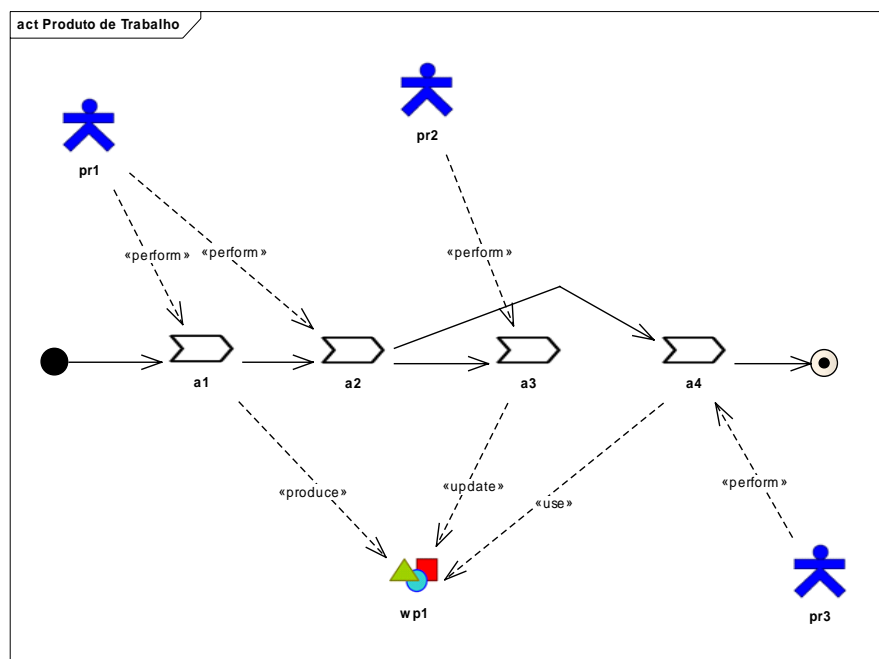 act Produto de Trabalho
pr1
pr2
«perform»
«perform»
«perform»
a1
a2
a3
a4
«produce»
«update»
«use»
«perform»
wp1
pr3